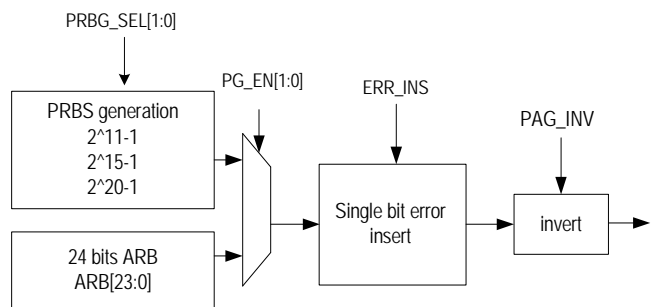 PRBG_SEL[1:0]
PG_EN[1:0]
ERR_INS
PAG_INV
PRBS generation
2^11-1
2^15-1
2^20-1
Single bit error
insert
invert
24 bits ARB
ARB[23:0]